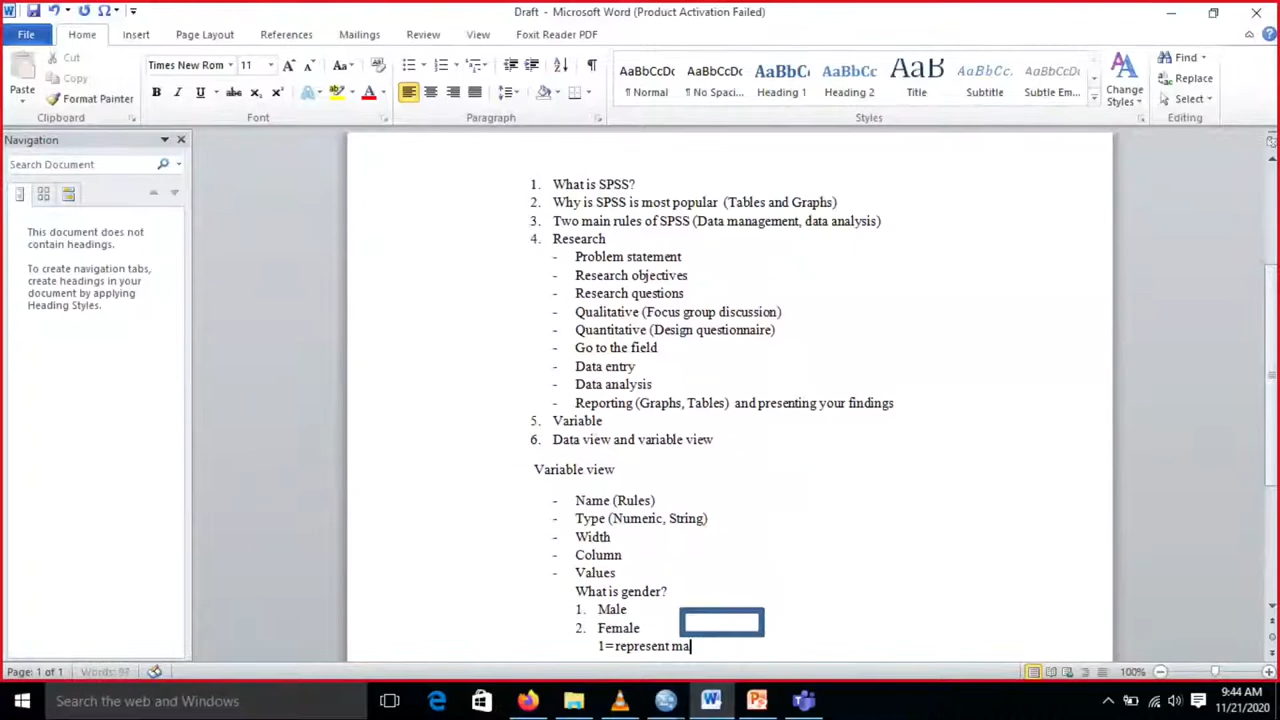 Draft - Microsoft Word (Product Activation Failed)
File Home Insert Page Layout References Mailings Review View Foxit Reader PDF
Paste
Cut
Copy
Format Painter
Clipboard
Times New Rom 11
Font
Paragraph
AaBbCcDc AaBbCcDc AaBbC AaBbCc AaB AaBbCcL AaBbCcDc
¶ Normal ¶ No Spaci... Heading 1 Heading 2 Title Subtitle Subtle Em...
Styles
Change
Styles
Find
Replace
Select
Editing
Navigation
Search Document
This document does not
contain headings.
To create navigation tabs,
create headings in your
document by applying
Heading Styles.
1. What is SPSS?
2. Why is SPSS is most popular (Tables and Graphs)
3. Two main rules of SPSS (Data management, data analysis)
4. Research
- Problem statement
- Research objectives
- Research questions
- Qualitative (Focus group discussion)
- Quantitative (Design questionnaire)
- Go to the field
- Data entry
- Data analysis
- Reporting (Graphs, Tables) and presenting your findings
5. Variable
6. Data view and variable view
Variable view
- Name (Rules)
- Type (Numeric, String)
- Width
- Column
- Values
What is gender?
1. Male
2. Female
1=represent ma
Page: 1 of 1 Words: 97 100%
Search the web and Windows
9:44 AM
11/21/2020